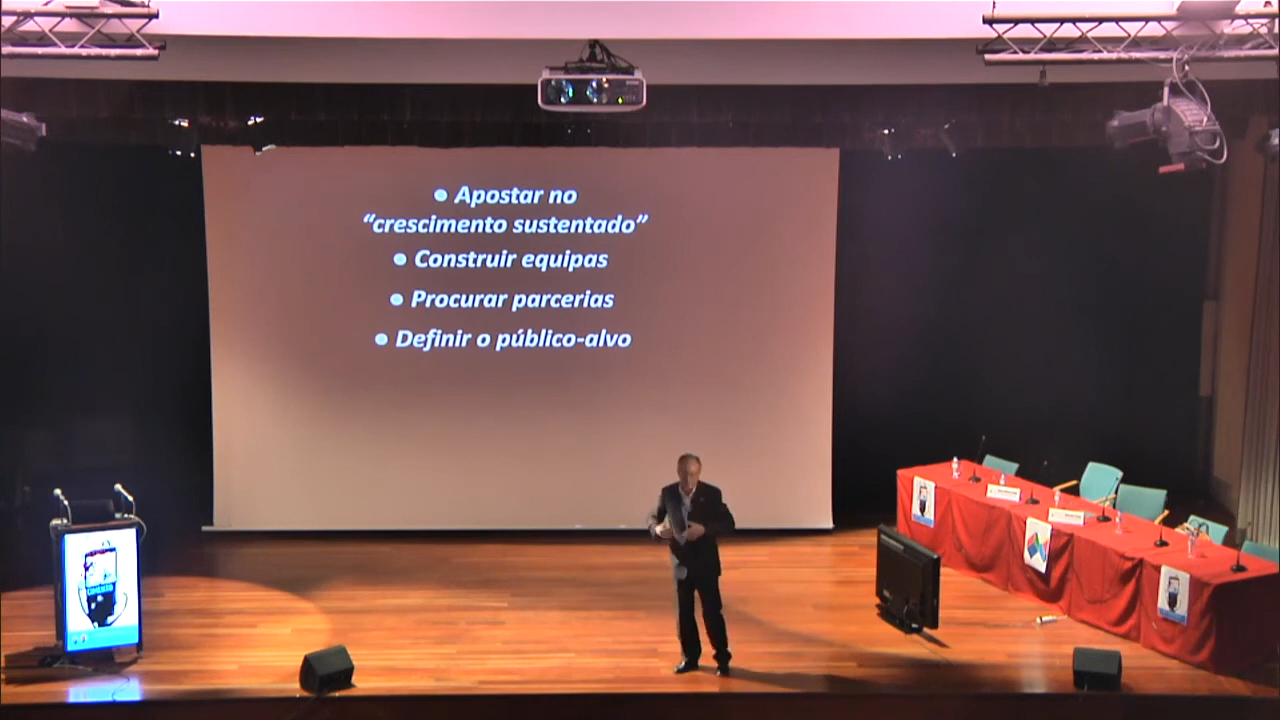 ● Apostar no
“crescimento sustentado”
● Construir equipas
● Procurar parcerias
● Definir o público-alvo